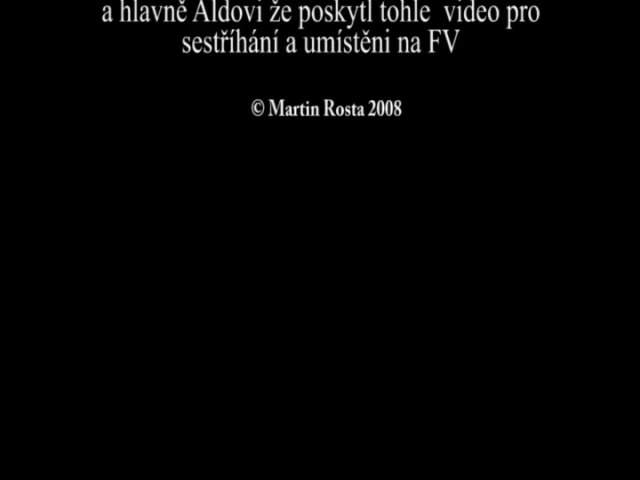 a hlavně Aldovi že poskytl tohle video pro
sestříhání a umístěni na FV
© Martin Rosta 2008